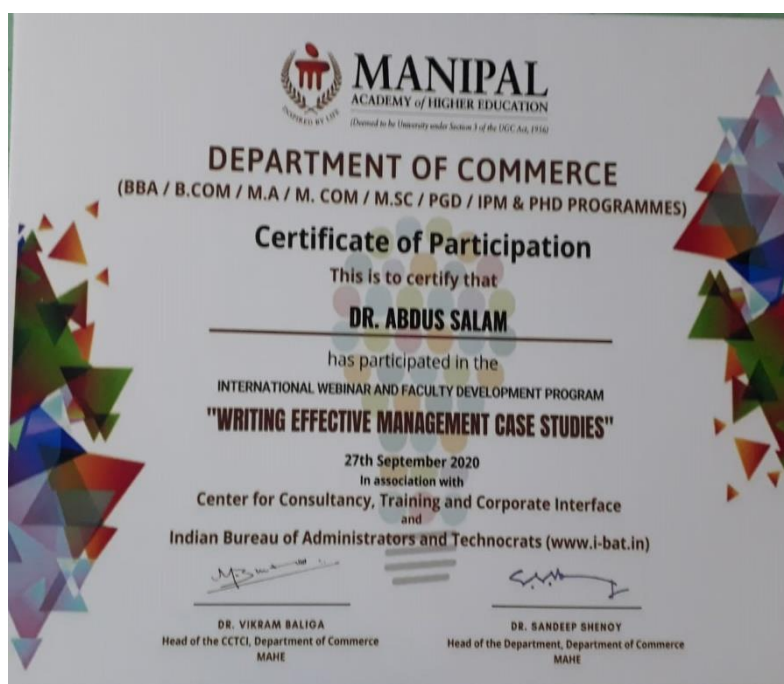 MANIPAL
ACADEMY of HIGHER EDUCATION
(Deemed to be University under Section 3 of the UGC Act, 1956)
INSPIRED BY LIFE
DEPARTMENT OF COMMERCE
(BBA / B.COM / M.A / M. COM / M.SC / PGD / IPM & PHD PROGRAMMES)
Certificate of Participation
This is to certify that
DR. ABDUS SALAM
has participated in the
INTERNATIONAL WEBINAR AND FACULTY DEVELOPMENT PROGRAM
"WRITING EFFECTIVE MANAGEMENT CASE STUDIES"
27th September 2020
In association with
Center for Consultancy, Training and Corporate Interface
and
Indian Bureau of Administrators and Technocrats (www.i-bat.in)
DR. VIKRAM BALIGA
Head of the CCTCI, Department of Commerce
MAHE
DR. SANDEEP SHENOY
Head of the Department, Department of Commerce
MAHE